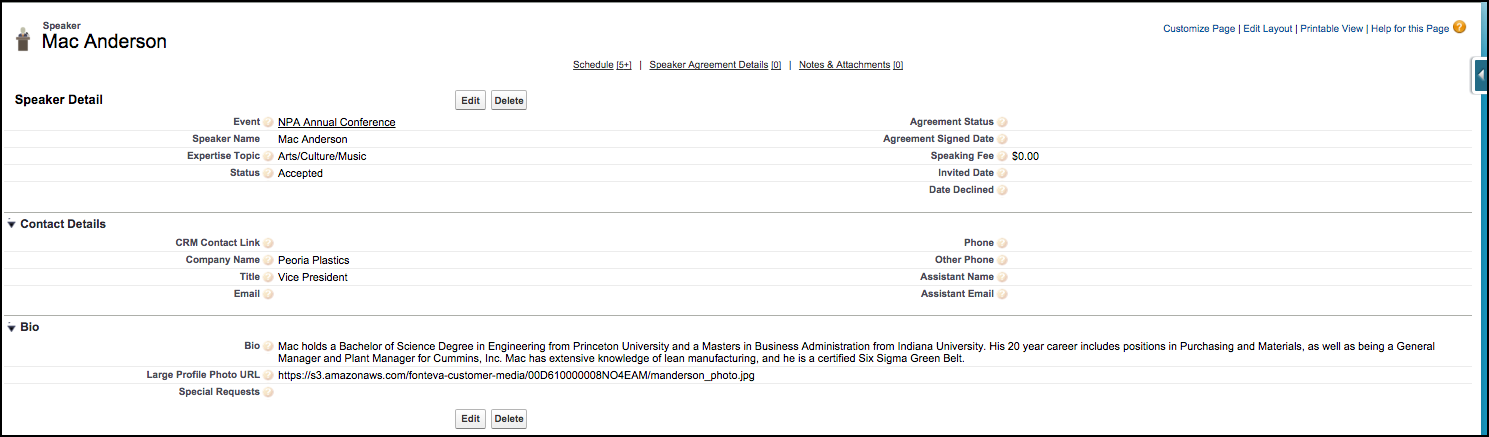 Speaker
Mac Anderson
Customize Page | Edit Layout | Printable View | Help for this Page ?
Schedule [5+] | Speaker Agreement Details [0] | Notes & Attachments [0]
Speaker Detail Edit Delete
Event ? NPA Annual Conference Agreement Status ?
Speaker Name Mac Anderson Agreement Signed Date ?
Expertise Topic ? Arts/Culture/Music Speaking Fee ? $0.00
Status ? Accepted Invited Date ?
Date Declined ?
Contact Details
CRM Contact Link ? Phone ?
Company Name ? Peoria Plastics Other Phone ?
Title ? Vice President Assistant Name ?
Email ? Assistant Email ?
Bio
Bio ? Mac holds a Bachelor of Science Degree in Engineering from Princeton University and a Masters in Business Administration from Indiana University. His 20 year career includes positions in Purchasing and Materials, as well as being a General
Manager and Plant Manager for Cummins, Inc. Mac has extensive knowledge of lean manufacturing, and he is a certified Six Sigma Green Belt.
Large Profile Photo URL ? https://s3.amazonaws.com/fonteva-customer-media/00D610000008NO4EAM/manderson_photo.jpg
Special Requests ?
Edit Delete